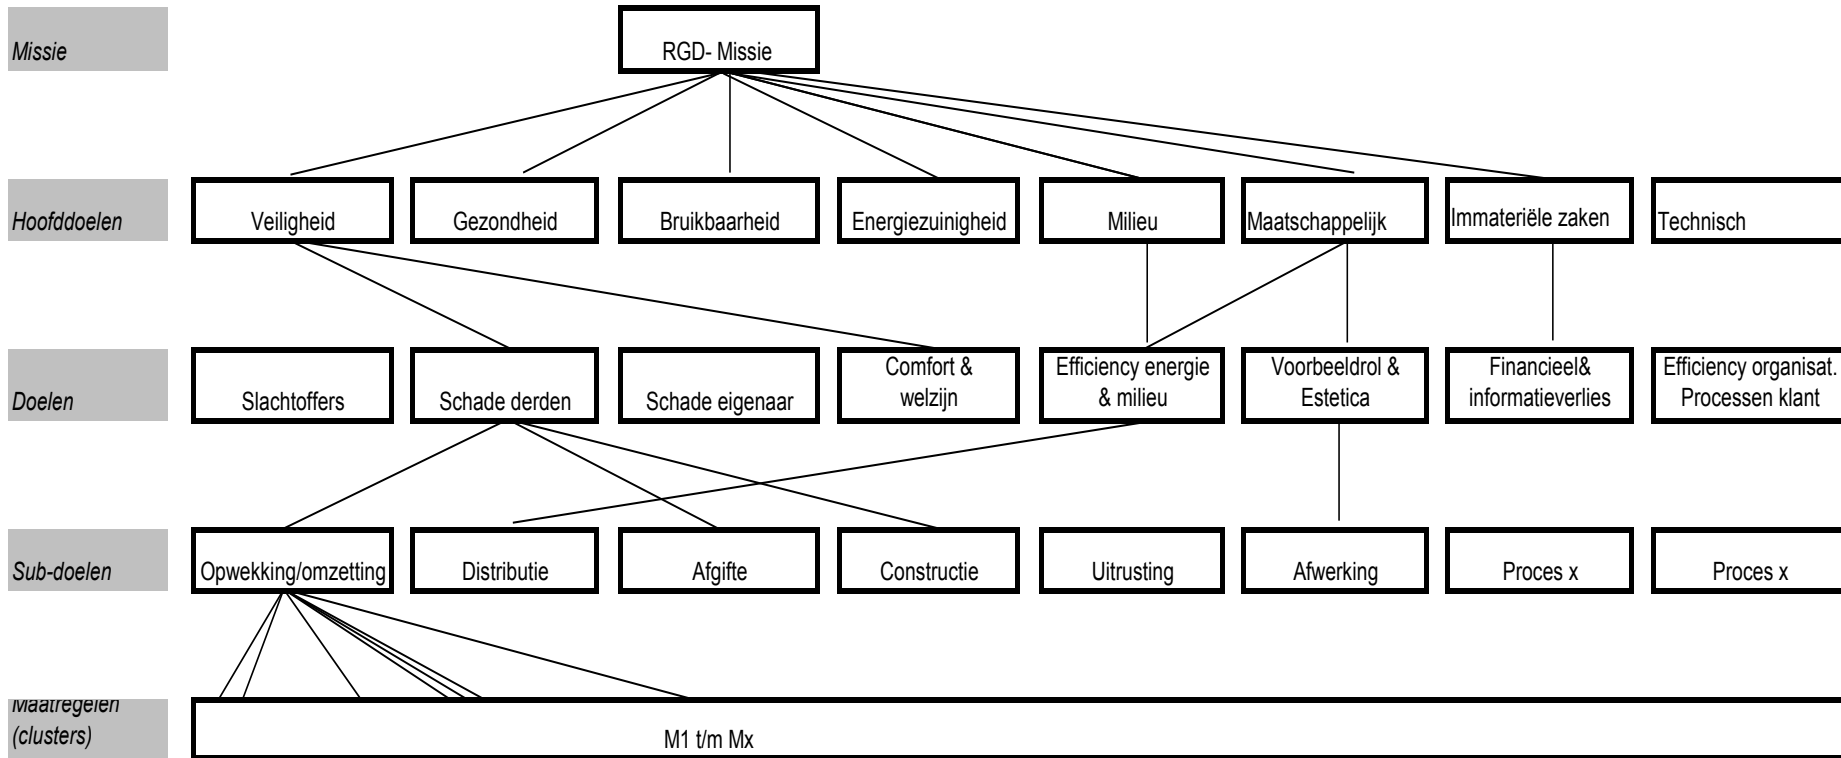 Missie
RGD- Missie
Hoofddoelen
Veiligheid
Gezondheid
Bruikbaarheid
Energiezuinigheid
Milieu
Maatschappelijk
Immateriële zaken
Technisch
Doelen
Slachtoffers
Schade derden
Schade eigenaar
Comfort &
welzijn
Efficiency energie
& milieu
Voorbeeldrol &
Estetica
Financieel&
informatieverlies
Efficiency organisat.
Processen klant
Sub-doelen
Opwekking/omzetting
Distributie
Afgifte
Constructie
Uitrusting
Afwerking
Proces x
Proces x
Maatregelen
(clusters)
M1 t/m Mx